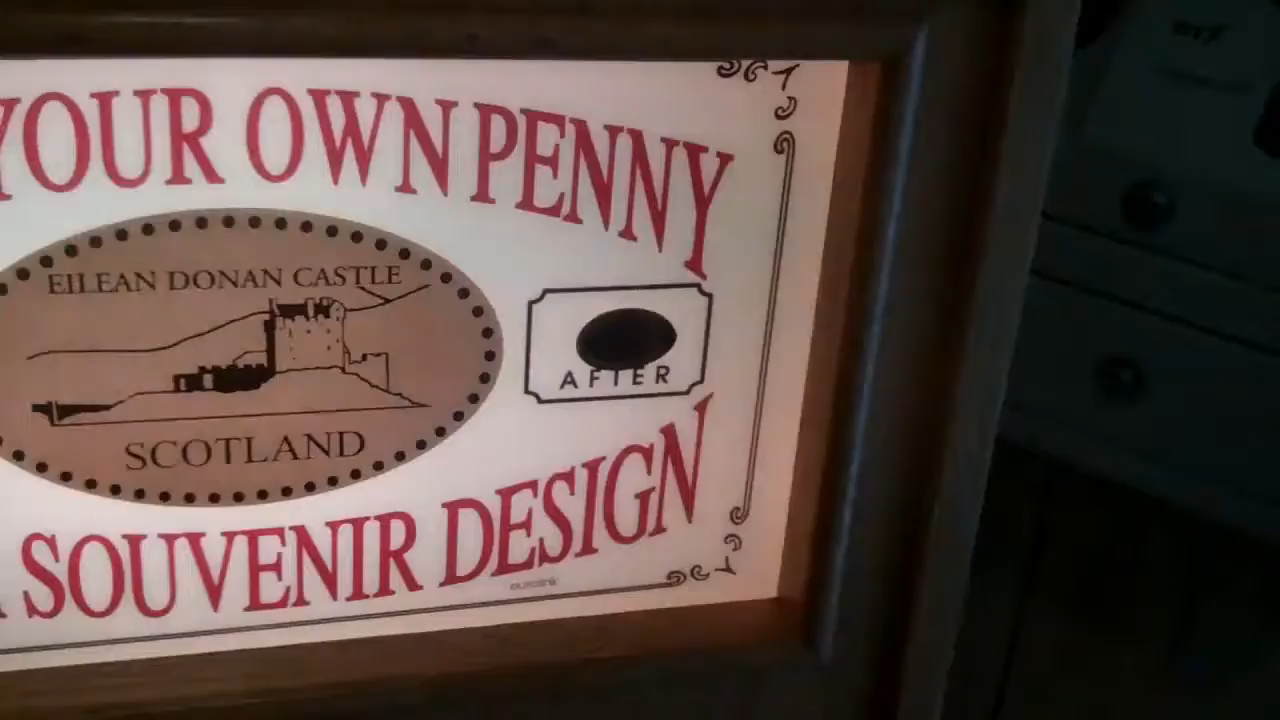 YOUR OWN PENNY
EILEAN DONAN CASTLE
SCOTLAND
AFTER
SOUVENIR DESIGN